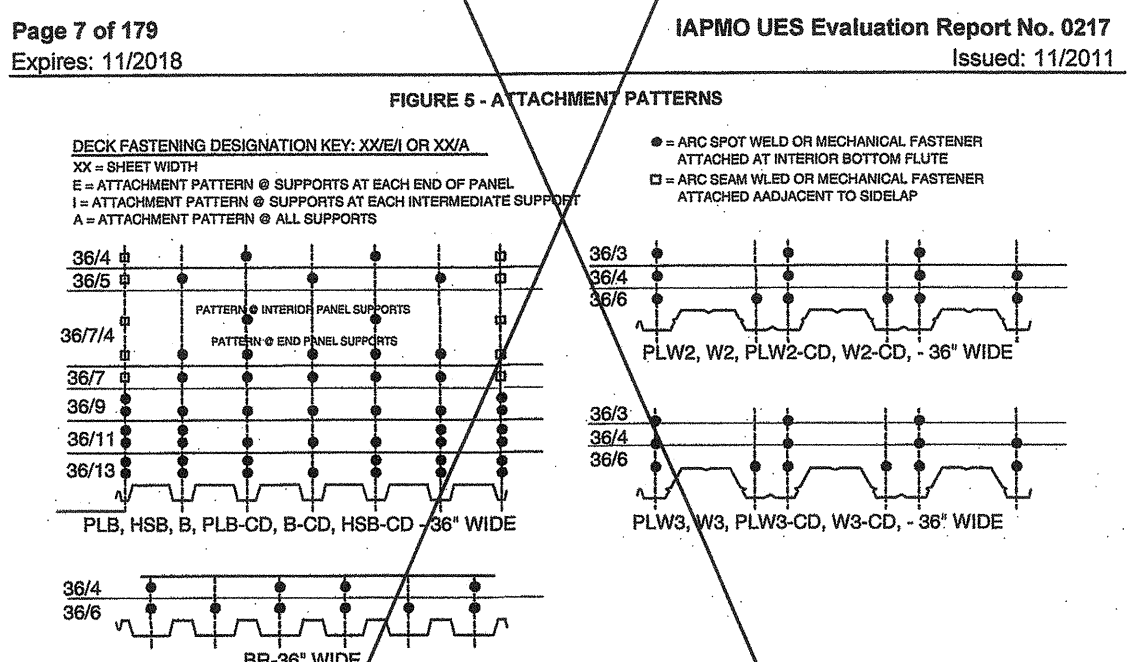 Page 7 of 179
IAPMO UES Evaluation Report No. 0217
Expires: 11/2018
Issued: 11/2011
FIGURE 5 - ATTACHMENT PATTERNS
DECK FASTENING DESIGNATION KEY: XX/E/I OR XX/A
XX = SHEET WIDTH
E = ATTACHMENT PATTERN @ SUPPORTS AT EACH END OF PANEL
I = ATTACHMENT PATTERN @ SUPPORTS AT EACH INTERMEDIATE SUPPORT
A = ATTACHMENT PATTERN @ ALL SUPPORTS
= ARC SPOT WELD OR MECHANICAL FASTENER
ATTACHED AT INTERIOR BOTTOM FLUTE
= ARC SEAM WLED OR MECHANICAL FASTENER
ATTACHED AADJACENT TO SIDELAP
36/4
36/5
PATTERN @ INTERIOR PANEL SUPPORTS
36/7/4
PATTERN @ END PANEL SUPPORTS
36/7
36/9
36/11
36/13
PLB, HSB, B, PLB-CD, B-CD, HSB-CD - 36" WIDE
36/4
36/6
BR-36" WIDE
36/3
36/4
36/6
PLW2, W2, PLW2-CD, W2-CD, - 36" WIDE
36/3
36/4
36/6
PLW3, W3, PLW3-CD, W3-CD, - 36" WIDE